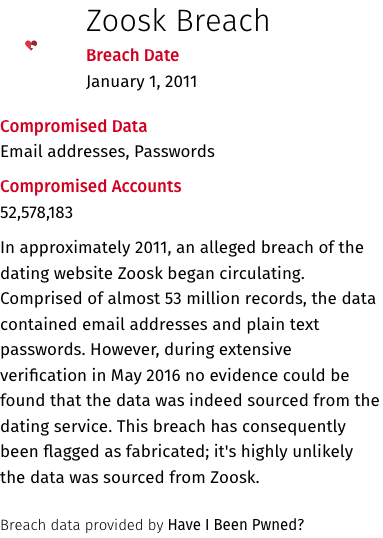 Zoosk Breach
Breach Date
January 1, 2011
Compromised Data
Email addresses, Passwords
Compromised Accounts
52,578,183
In approximately 2011, an alleged breach of the
dating website Zoosk began circulating.
Comprised of almost 53 million records, the data
contained email addresses and plain text
passwords. However, during extensive
verification in May 2016 no evidence could be
found that the data was indeed sourced from the
dating service. This breach has consequently
been flagged as fabricated; it's highly unlikely
the data was sourced from Zoosk.
Breach data provided by Have I Been Pwned?